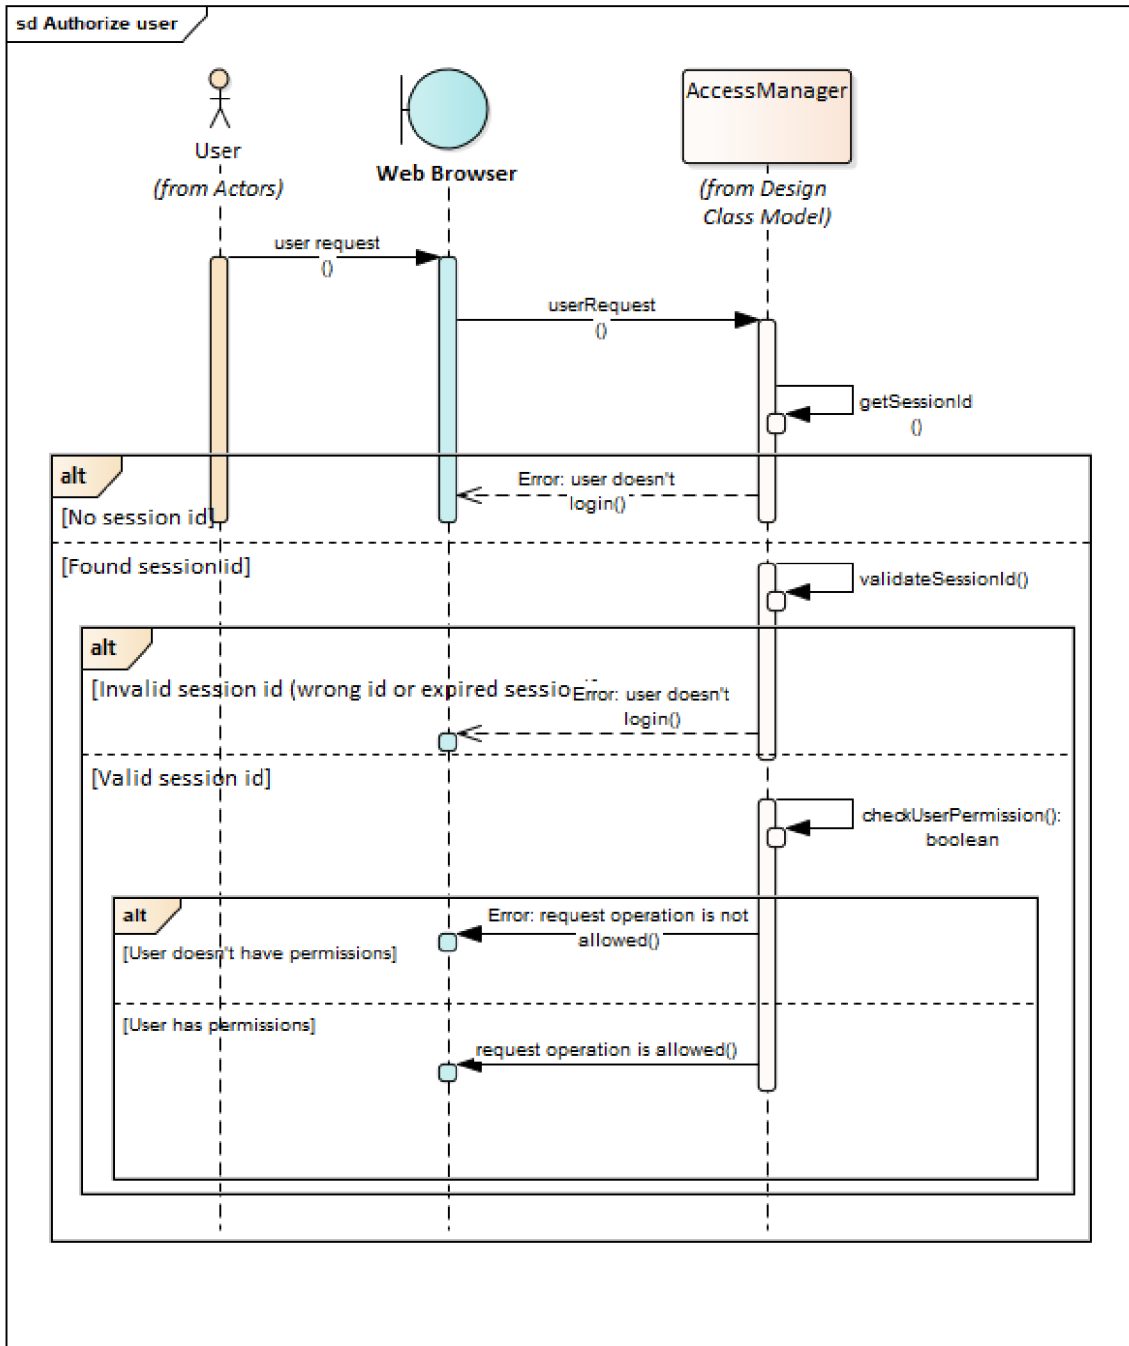 sd Authorize user
AccessManager
User
Web Browser
(from Actors)
(from Design
Class Model)
user request
()
userRequest
()
getSessionId
()
alt
Error: user doesn't
login()
[No session id]
[Found session id]
validateSessionId()
alt
[Invalid session id (wrong id or expired
Error: user doesn't
login()
[Valid session id]
checkUserPermission():
boolean
alt
Error: request operation is not
allowed()
[User doesn't have permissions]
[User has permissions]
request operation is allowed()